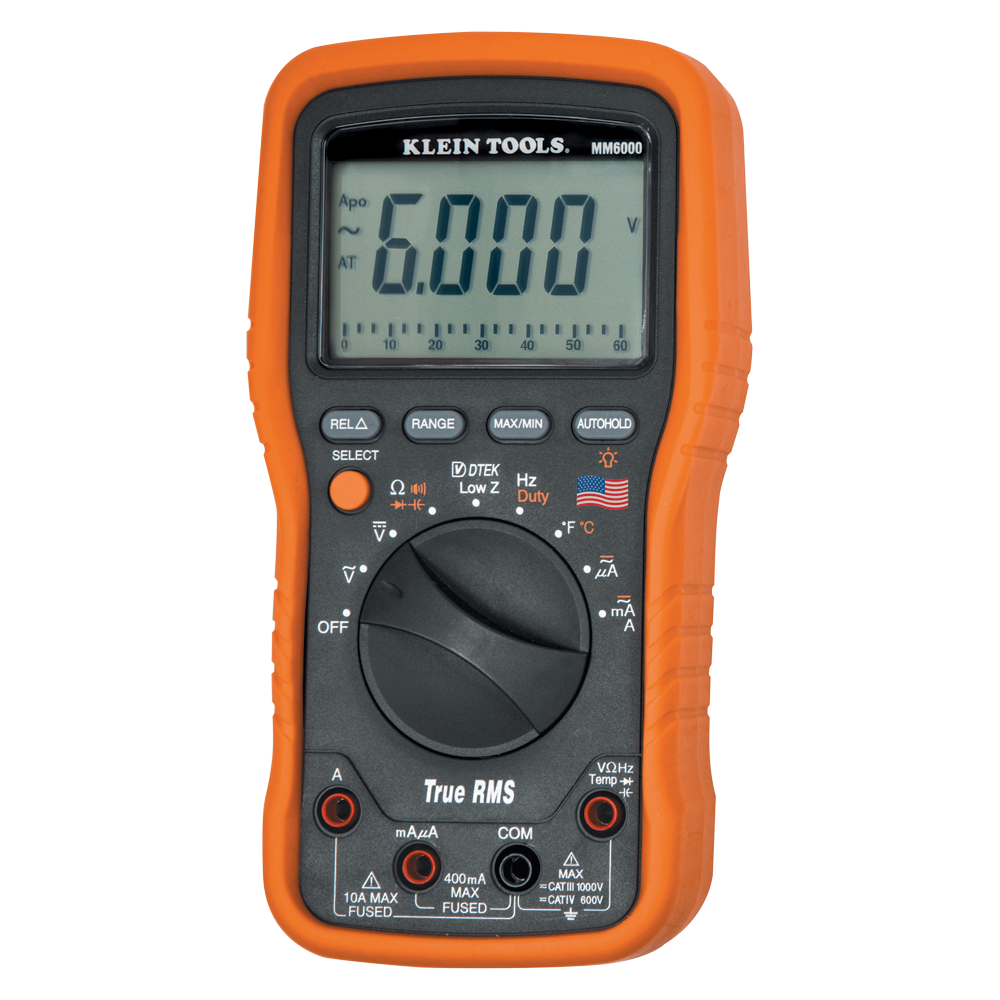 KLEIN TOOLS. MM6000
Apo
6.000 V
~
AT
0 10 20 30 40 50 60
REL△ RANGE MAX/MIN AUTOHOLD
SELECT
Ω
V DTEK
Low Z
Hz
Duty
°F °C
V
V
μA
OFF
mA
A
True RMS
A
VΩHz
Temp
mAμA
COM
10A MAX
FUSED
400mA
MAX
FUSED
MAX
CAT III 1000V
CAT IV 600V